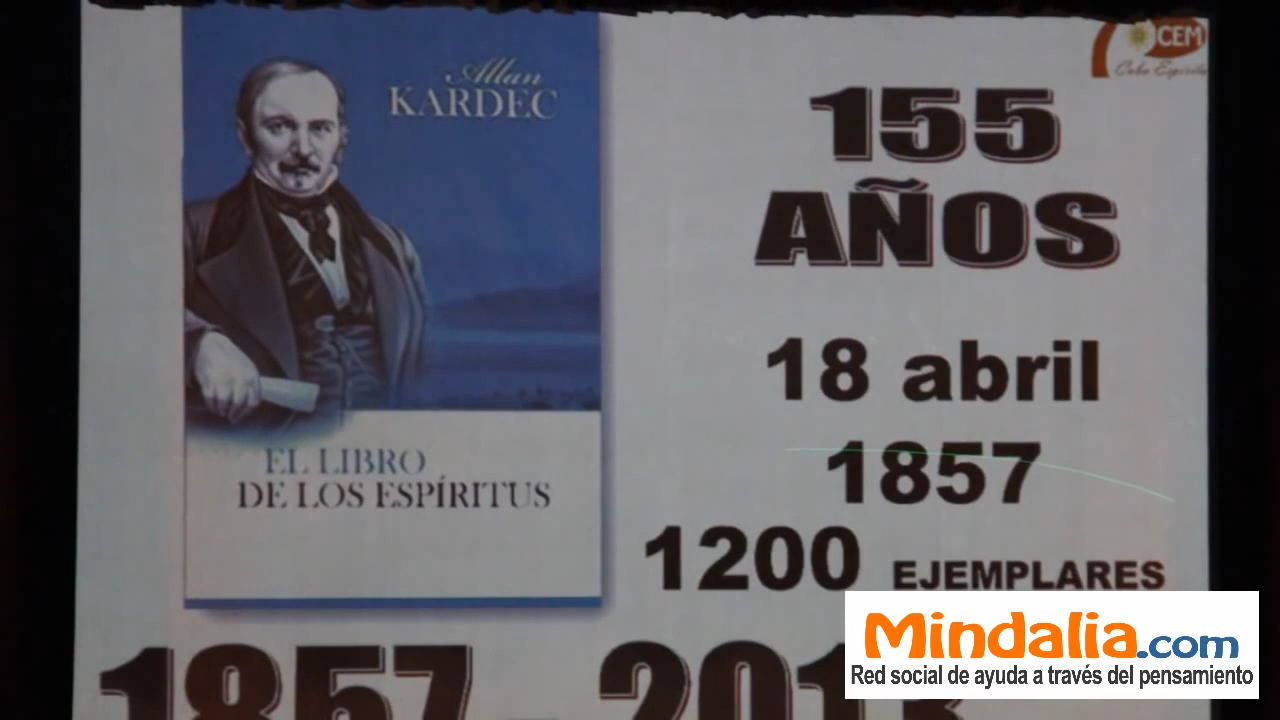 Allan
KARDEC
EL LIBRO
DE LOS ESPÍRITUS
CEM
155
AÑOS
18 abril
1857
1200 EJEMPLARES
1857 -
Mindalia.com
Red social de ayuda a través del pensamiento